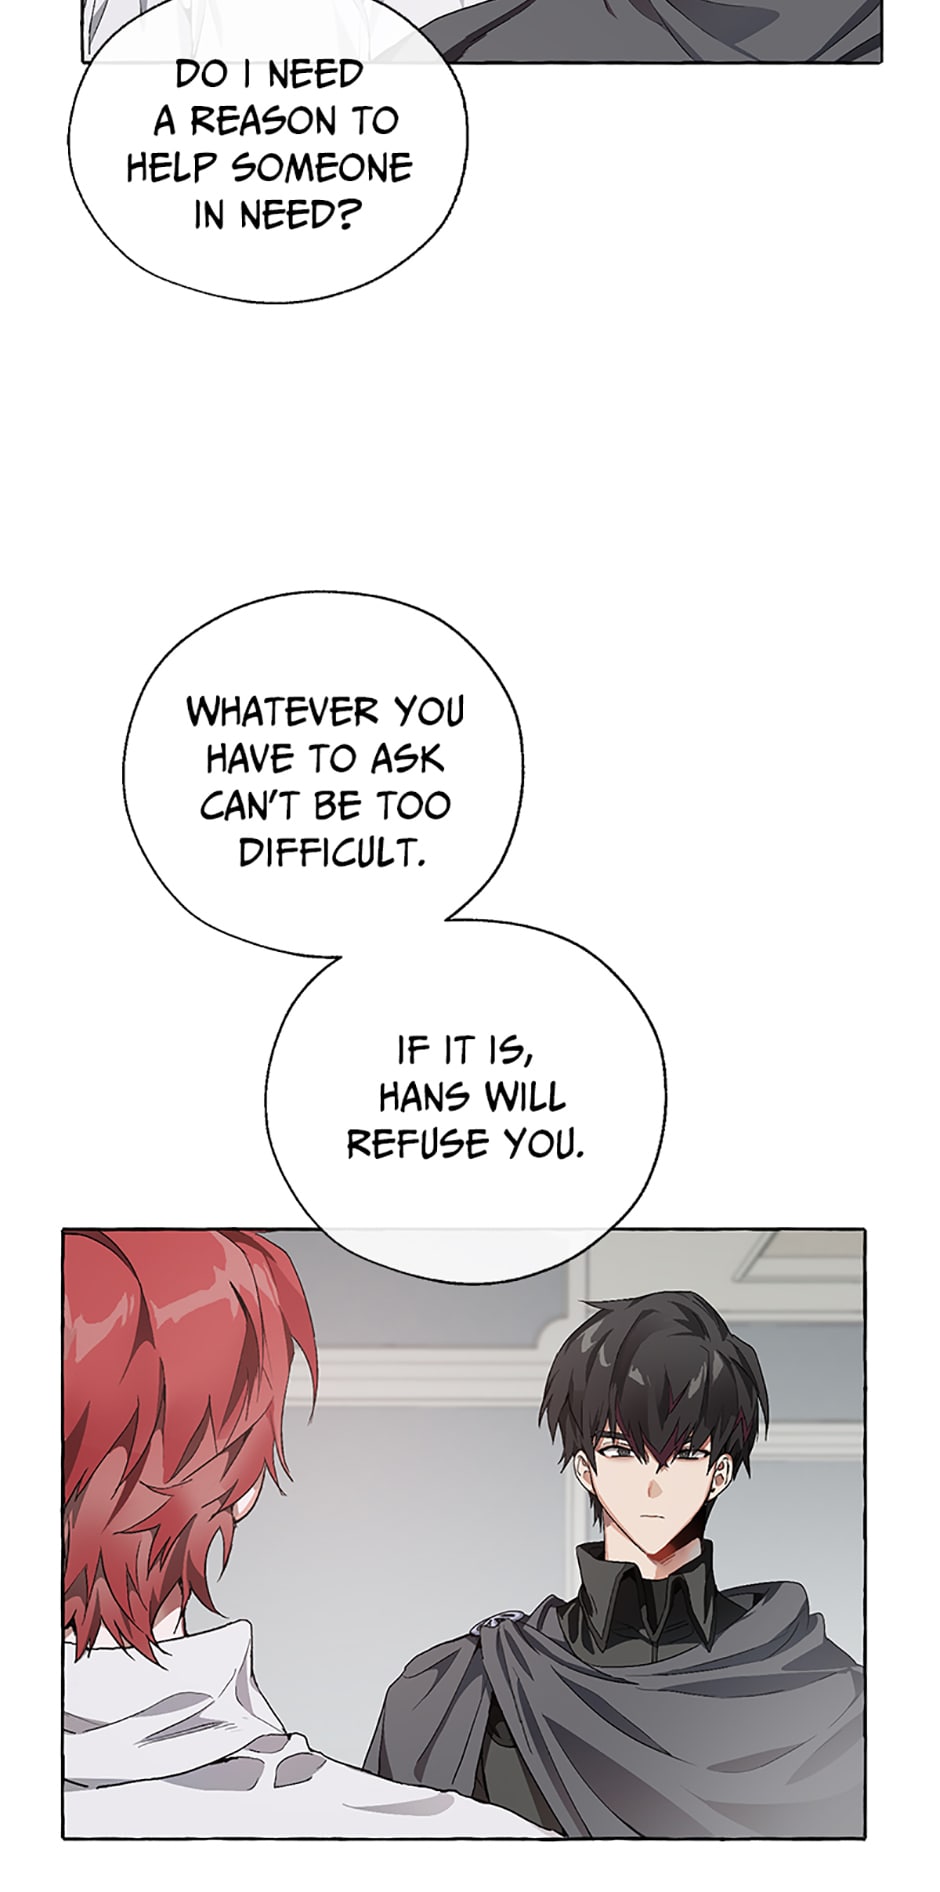 DO I NEED
A REASON TO
HELP SOMEONE
IN NEED?
WHATEVER YOU
HAVE TO ASK
CAN'T BE TOO
DIFFICULT.
IF IT IS,
HANS WILL
REFUSE YOU.